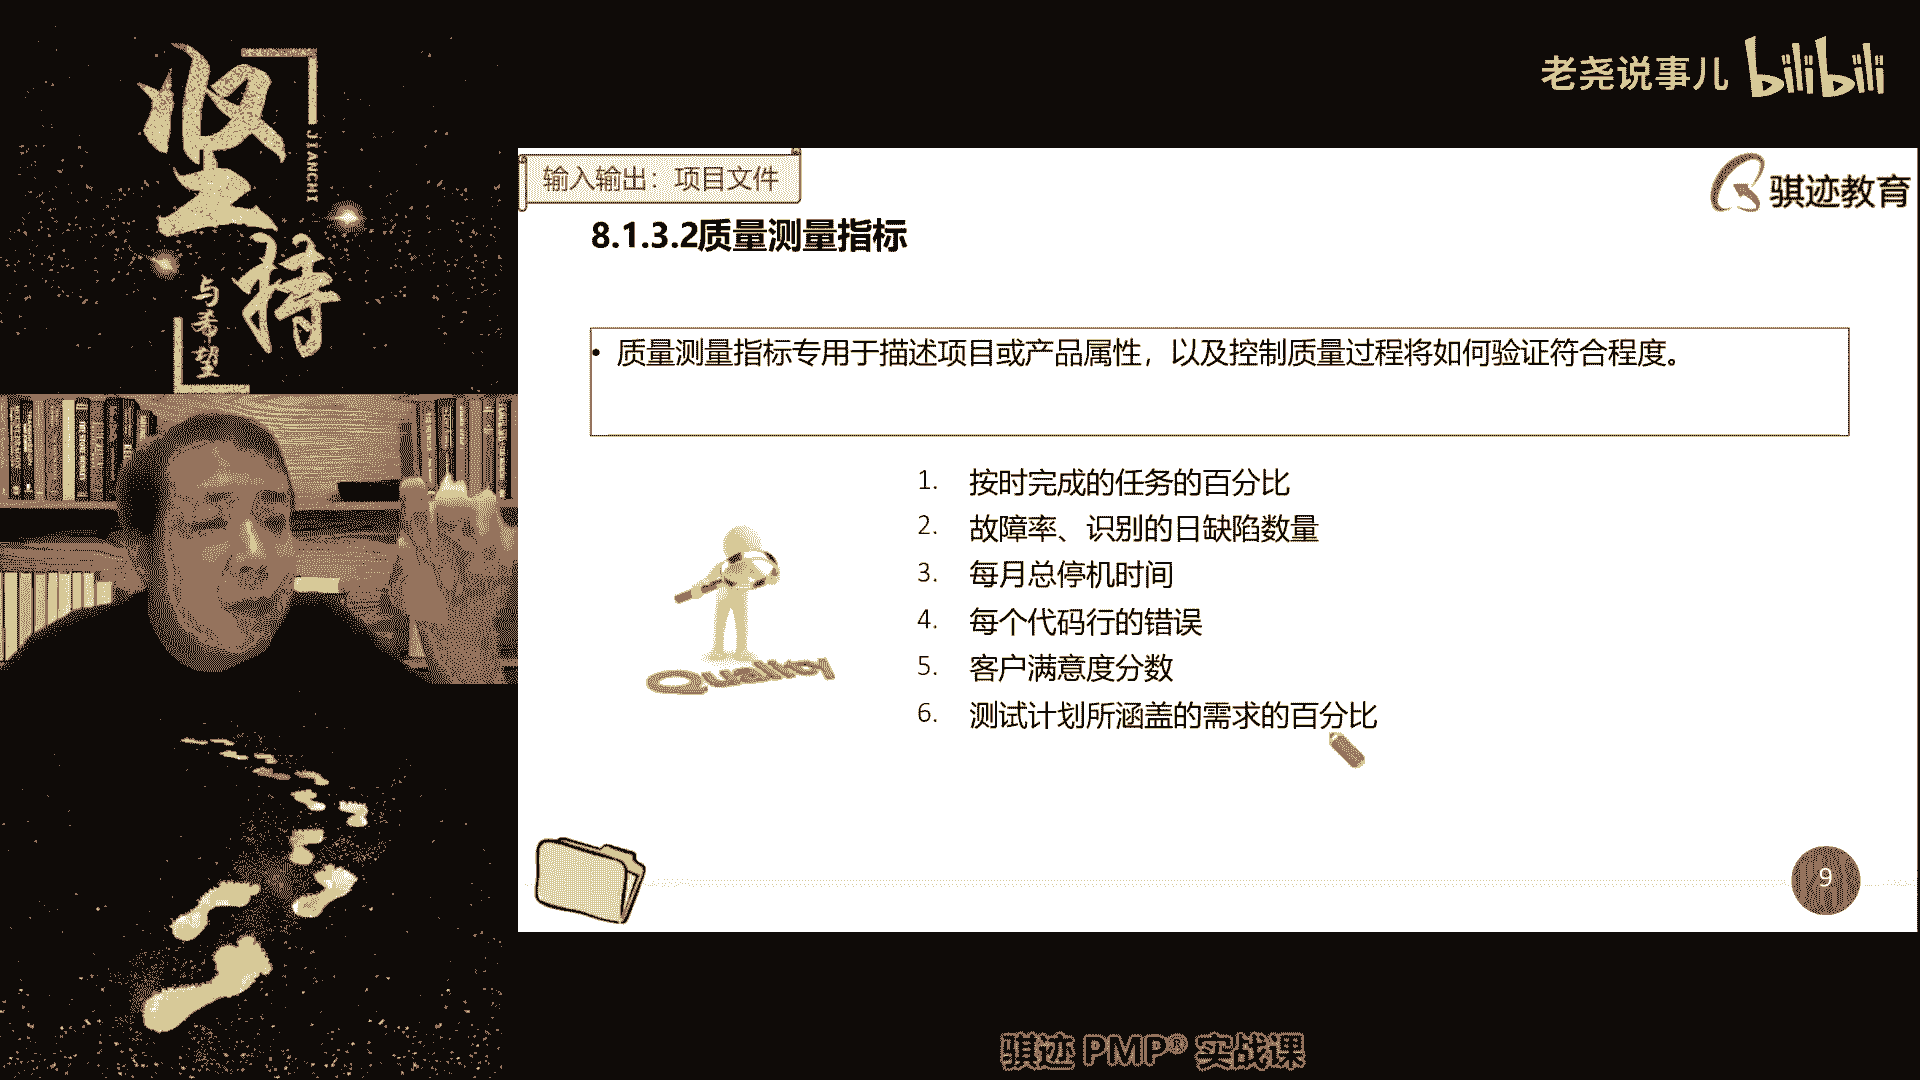 坚持
JIANCHI
与希望
老尧说事儿 bilibili
输入输出：项目文件
骐迹教育
8.1.3.2质量测量指标
• 质量测量指标专用于描述项目或产品属性，以及控制质量过程将如何验证符合程度。
1. 按时完成的任务的百分比
2. 故障率、识别的日缺陷数量
3. 每月总停机时间
4. 每个代码行的错误
5. 客户满意度分数
6. 测试计划所涵盖的需求的百分比
Quality
9
骐迹 PMP® 实战课